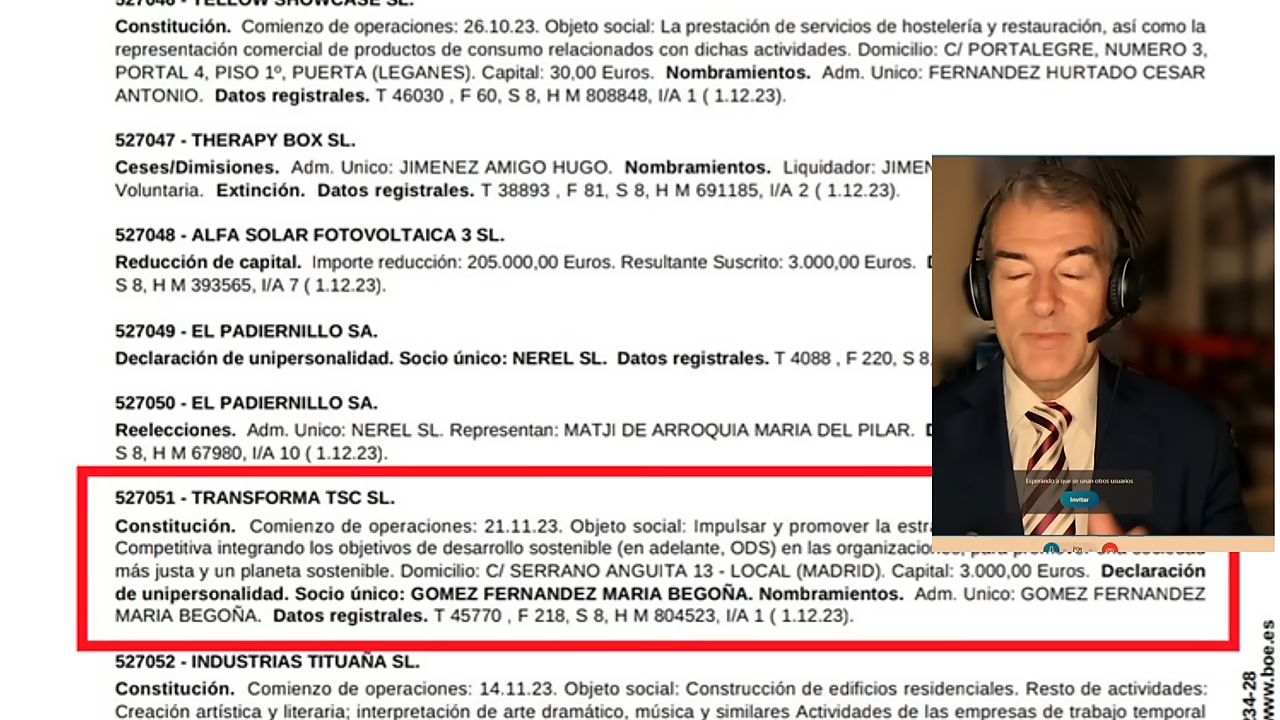 527046 - YELLOW SHOWCASE SL.
Constitución. Comienzo de operaciones: 26.10.23. Objeto social: La prestación de servicios de hostelería y restauración, así como la
representación comercial de productos de consumo relacionados con dichas actividades. Domicilio: C/ PORTALEGRE, NUMERO 3,
PORTAL 4, PISO 1º, PUERTA (LEGANES). Capital: 30,00 Euros. Nombramientos. Adm. Unico: FERNANDEZ HURTADO CESAR
ANTONIO. Datos registrales. T 46030 , F 60, S 8, H M 808848, I/A 1 ( 1.12.23).
527047 - THERAPY BOX SL.
Ceses/Dimisiones. Adm. Unico: JIMENEZ AMIGO HUGO. Nombramientos. Liquidador: JIMEN
Voluntaria. Extinción. Datos registrales. T 38893 , F 81, S 8, H M 691185, I/A 2 ( 1.12.23).
527048 - ALFA SOLAR FOTOVOLTAICA 3 SL.
Reducción de capital. Importe reducción: 205.000,00 Euros. Resultante Suscrito: 3.000,00 Euros.
S 8, H M 393565, I/A 7 ( 1.12.23).
527049 - EL PADIERNILLO SA.
Declaración de unipersonalidad. Socio único: NEREL SL. Datos registrales. T 4088 , F 220, S 8,
527050 - EL PADIERNILLO SA.
Reelecciones. Adm. Unico: NEREL SL. Representan: MATJI DE ARROQUIA MARIA DEL PILAR.
S 8, H M 67980, I/A 10 ( 1.12.23).
527051 - TRANSFORMA TSC SL.
Constitución. Comienzo de operaciones: 21.11.23. Objeto social: Impulsar y promover la estra
Competitiva integrando los objetivos de desarrollo sostenible (en adelante, ODS) en las organizaciones, para
más justa y un planeta sostenible. Domicilio: C/ SERRANO ANGUITA 13 - LOCAL (MADRID). Capital: 3.000,00 Euros. Declaración
de unipersonalidad. Socio único: GOMEZ FERNANDEZ MARIA BEGOÑA. Nombramientos. Adm. Unico: GOMEZ FERNANDEZ
MARIA BEGOÑA. Datos registrales. T 45770 , F 218, S 8, H M 804523, I/A 1 ( 1.12.23).
527052 - INDUSTRIAS TITUAÑA SL.
Constitución. Comienzo de operaciones: 14.11.23. Objeto social: Construcción de edificios residenciales. Resto de actividades:
Creación artística y literaria; interpretación de arte dramático, música y similares Actividades de las empresas de trabajo temporal
Esperando a que se unan otros usuarios
Invitar
234-28
www.boe.es